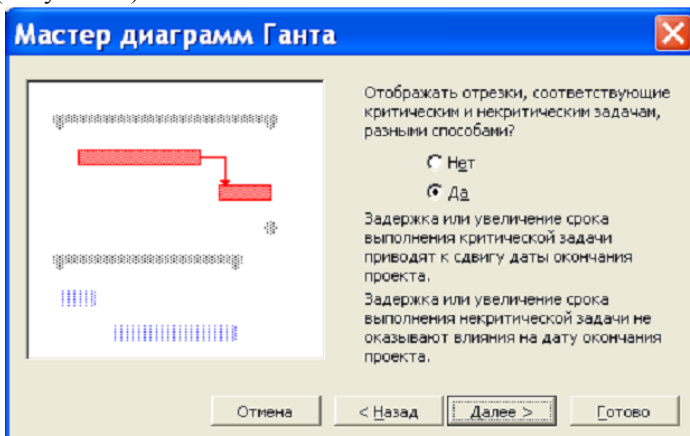 Мастер диаграмм Ганта
Отображать отрезки, соответствующие
критическим и некритическим задачам,
разными способами?
Нет
Да
Задержка или увеличение срока
выполнения критической задачи
приводят к сдвигу даты окончания
проекта.
Задержка или увеличение срока
выполнения некритической задачи не
оказывают влияния на дату окончания
проекта.
Отмена
< Назад
Далее >
Готово